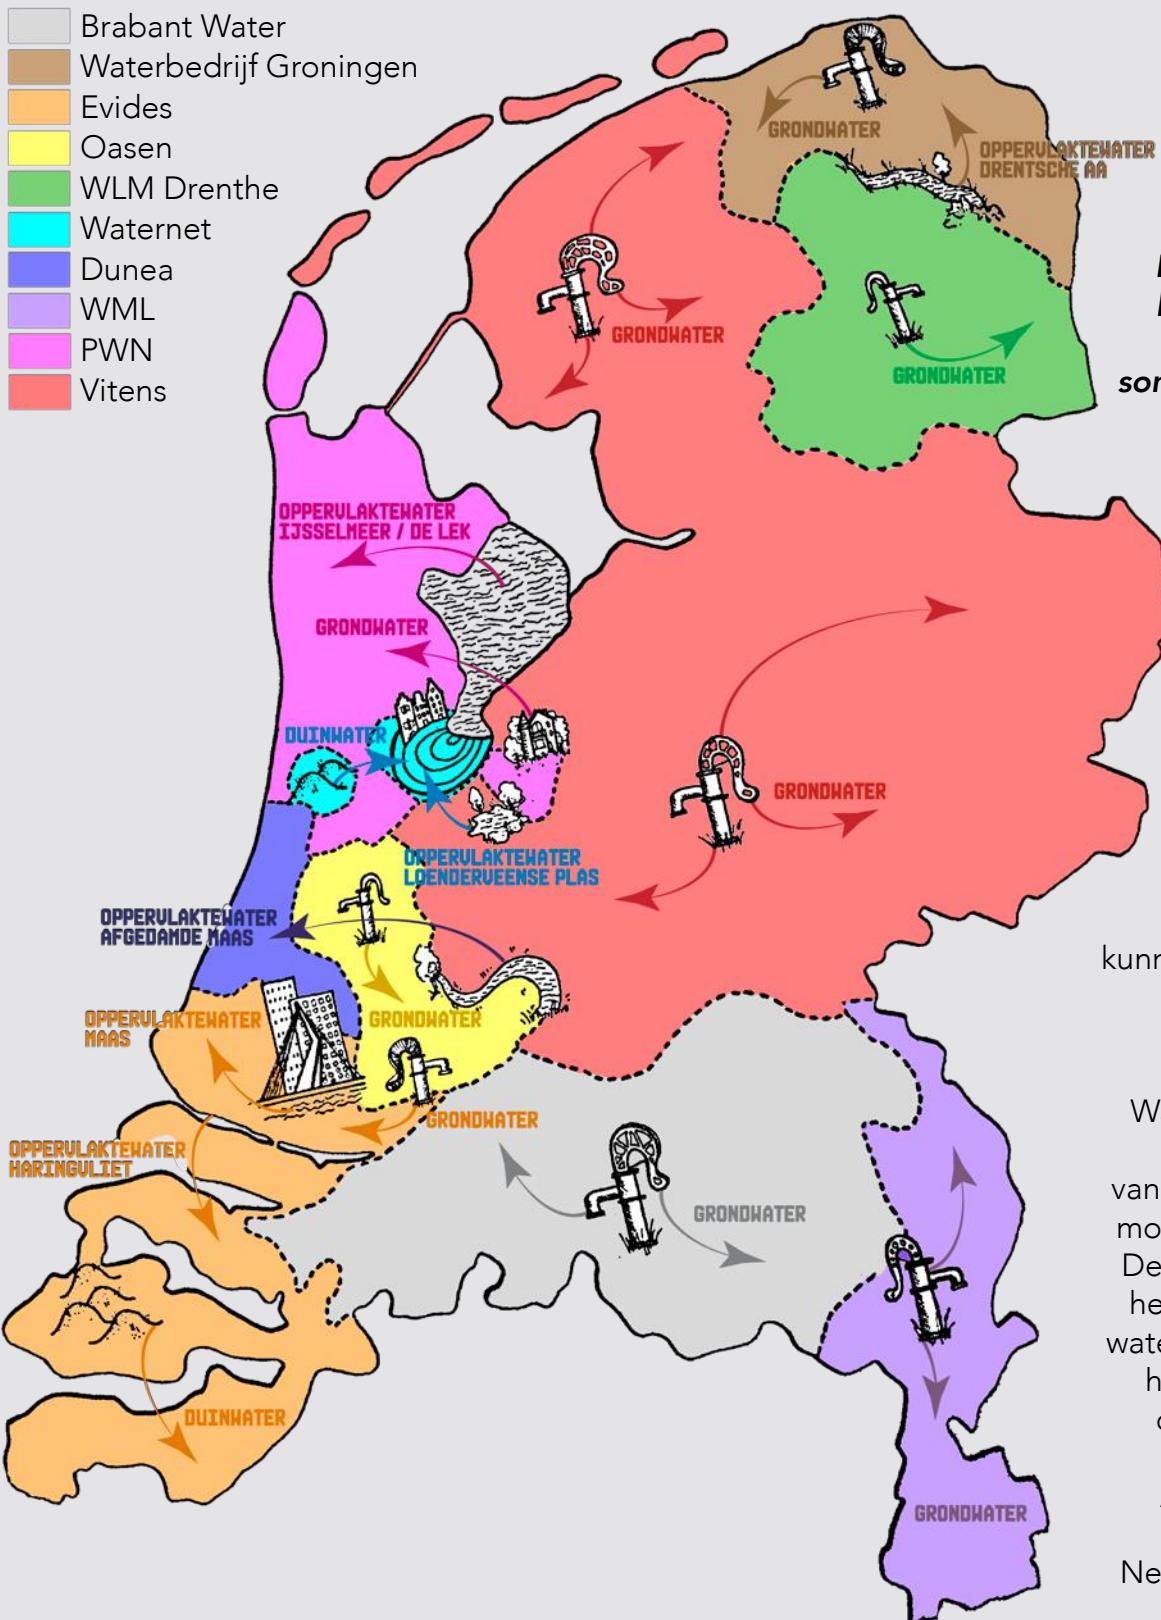 Brabant Water
Waterbedrijf Groningen
Evides
Oasen
WLM Drenthe
Waternet
Dunea
WML
PWN
Vitens
GRONDWATER
OPPERVLAKTEWATER
DRENTSCHE AA
GRONDWATER
GRONDWATER
som
OPPERVLAKTEWATER
IJSSELMEER / DE LEK
GRONDWATER
DUINWATER
GRONDWATER
OPPERVLAKTEWATER
LOENDERVEENSE PLAS
OPPERVLAKTEWATER
AFGEDAMDE MAAS
kunn
OPPERVLAKTEWATER
MAAS
GRONDWATER
W
GRONDWATER
OPPERVLAKTEWATER
HARINGVLIET
van
GRONDWATER
mo
De
he
wate
h
DUINWATER
GRONDWATER
Ne